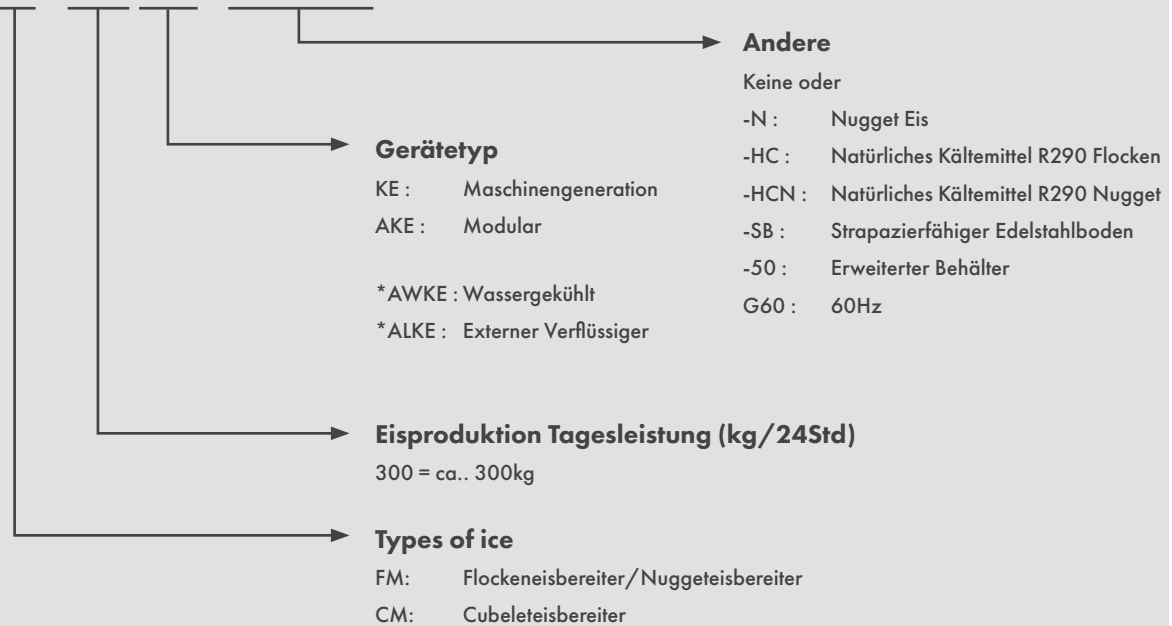 Andere
Keine oder
-N : Nugget Eis
-HC : Natürliches Kältemittel R290 Flocken
-HCN : Natürliches Kältemittel R290 Nugget
-SB : Strapazierfähiger Edelstahlboden
-50 : Erweiterter Behälter
G60 : 60Hz
Gerätetyp
KE : Maschinengeneration
AKE : Modular
*AWKE : Wassergekühlt
*ALKE : Externer Verflüssiger
Eisproduktion Tagesleistung (kg/24Std)
300 = ca.. 300kg
Types of ice
FM: Flockeneisbereiter/Nuggeteisbereiter
CM: Cubeleteisbereiter